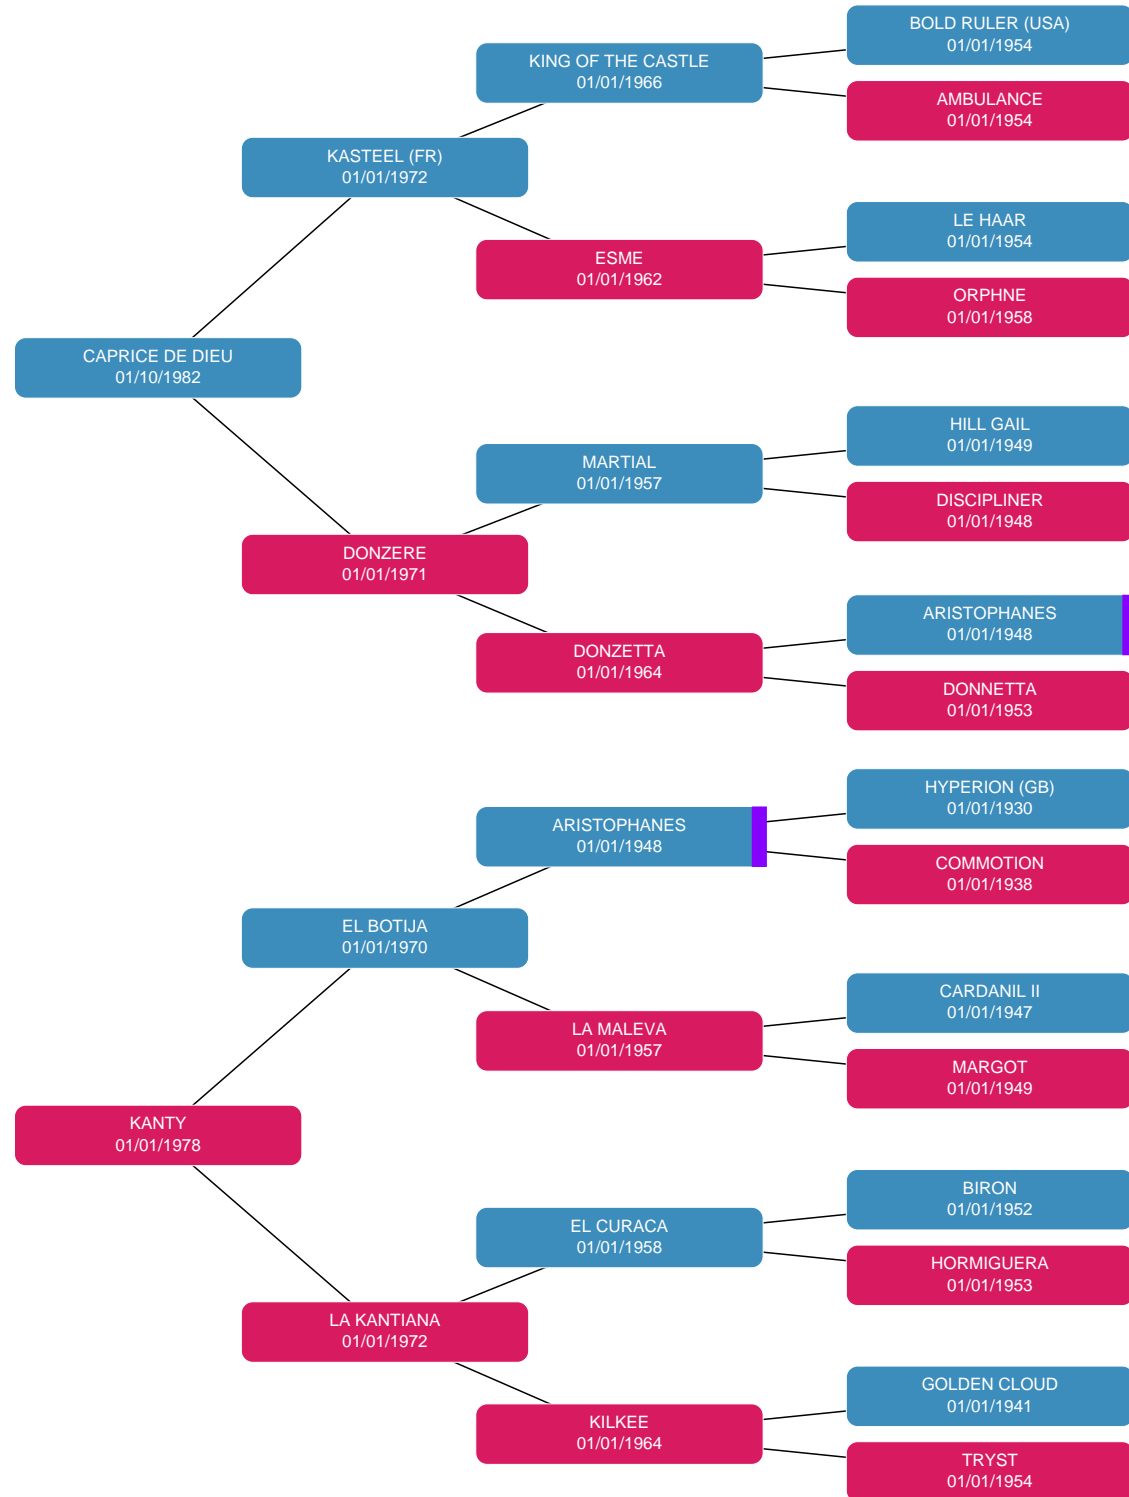 BOLD RULER (USA)
01/01/1954
KING OF THE CASTLE
01/01/1966
AMBULANCE
01/01/1954
KASTEEL (FR)
01/01/1972
LE HAAR
01/01/1954
ESME
01/01/1962
ORPHNE
01/01/1958
CAPRICE DE DIEU
01/10/1982
HILL GAIL
01/01/1949
MARTIAL
01/01/1957
DISCIPLINER
01/01/1948
DONZERE
01/01/1971
ARISTOPHANES
01/01/1948
DONZETTA
01/01/1964
DONNETTA
01/01/1953
HYPERION (GB)
01/01/1930
ARISTOPHANES
01/01/1948
COMMOTION
01/01/1938
EL BOTIJA
01/01/1970
CARDANIL II
01/01/1947
LA MALEVA
01/01/1957
MARGOT
01/01/1949
KANTY
01/01/1978
BIRON
01/01/1952
EL CURACA
01/01/1958
HORMIGUERA
01/01/1953
LA KANTIANA
01/01/1972
GOLDEN CLOUD
01/01/1941
KILKEE
01/01/1964
TRYST
01/01/1954